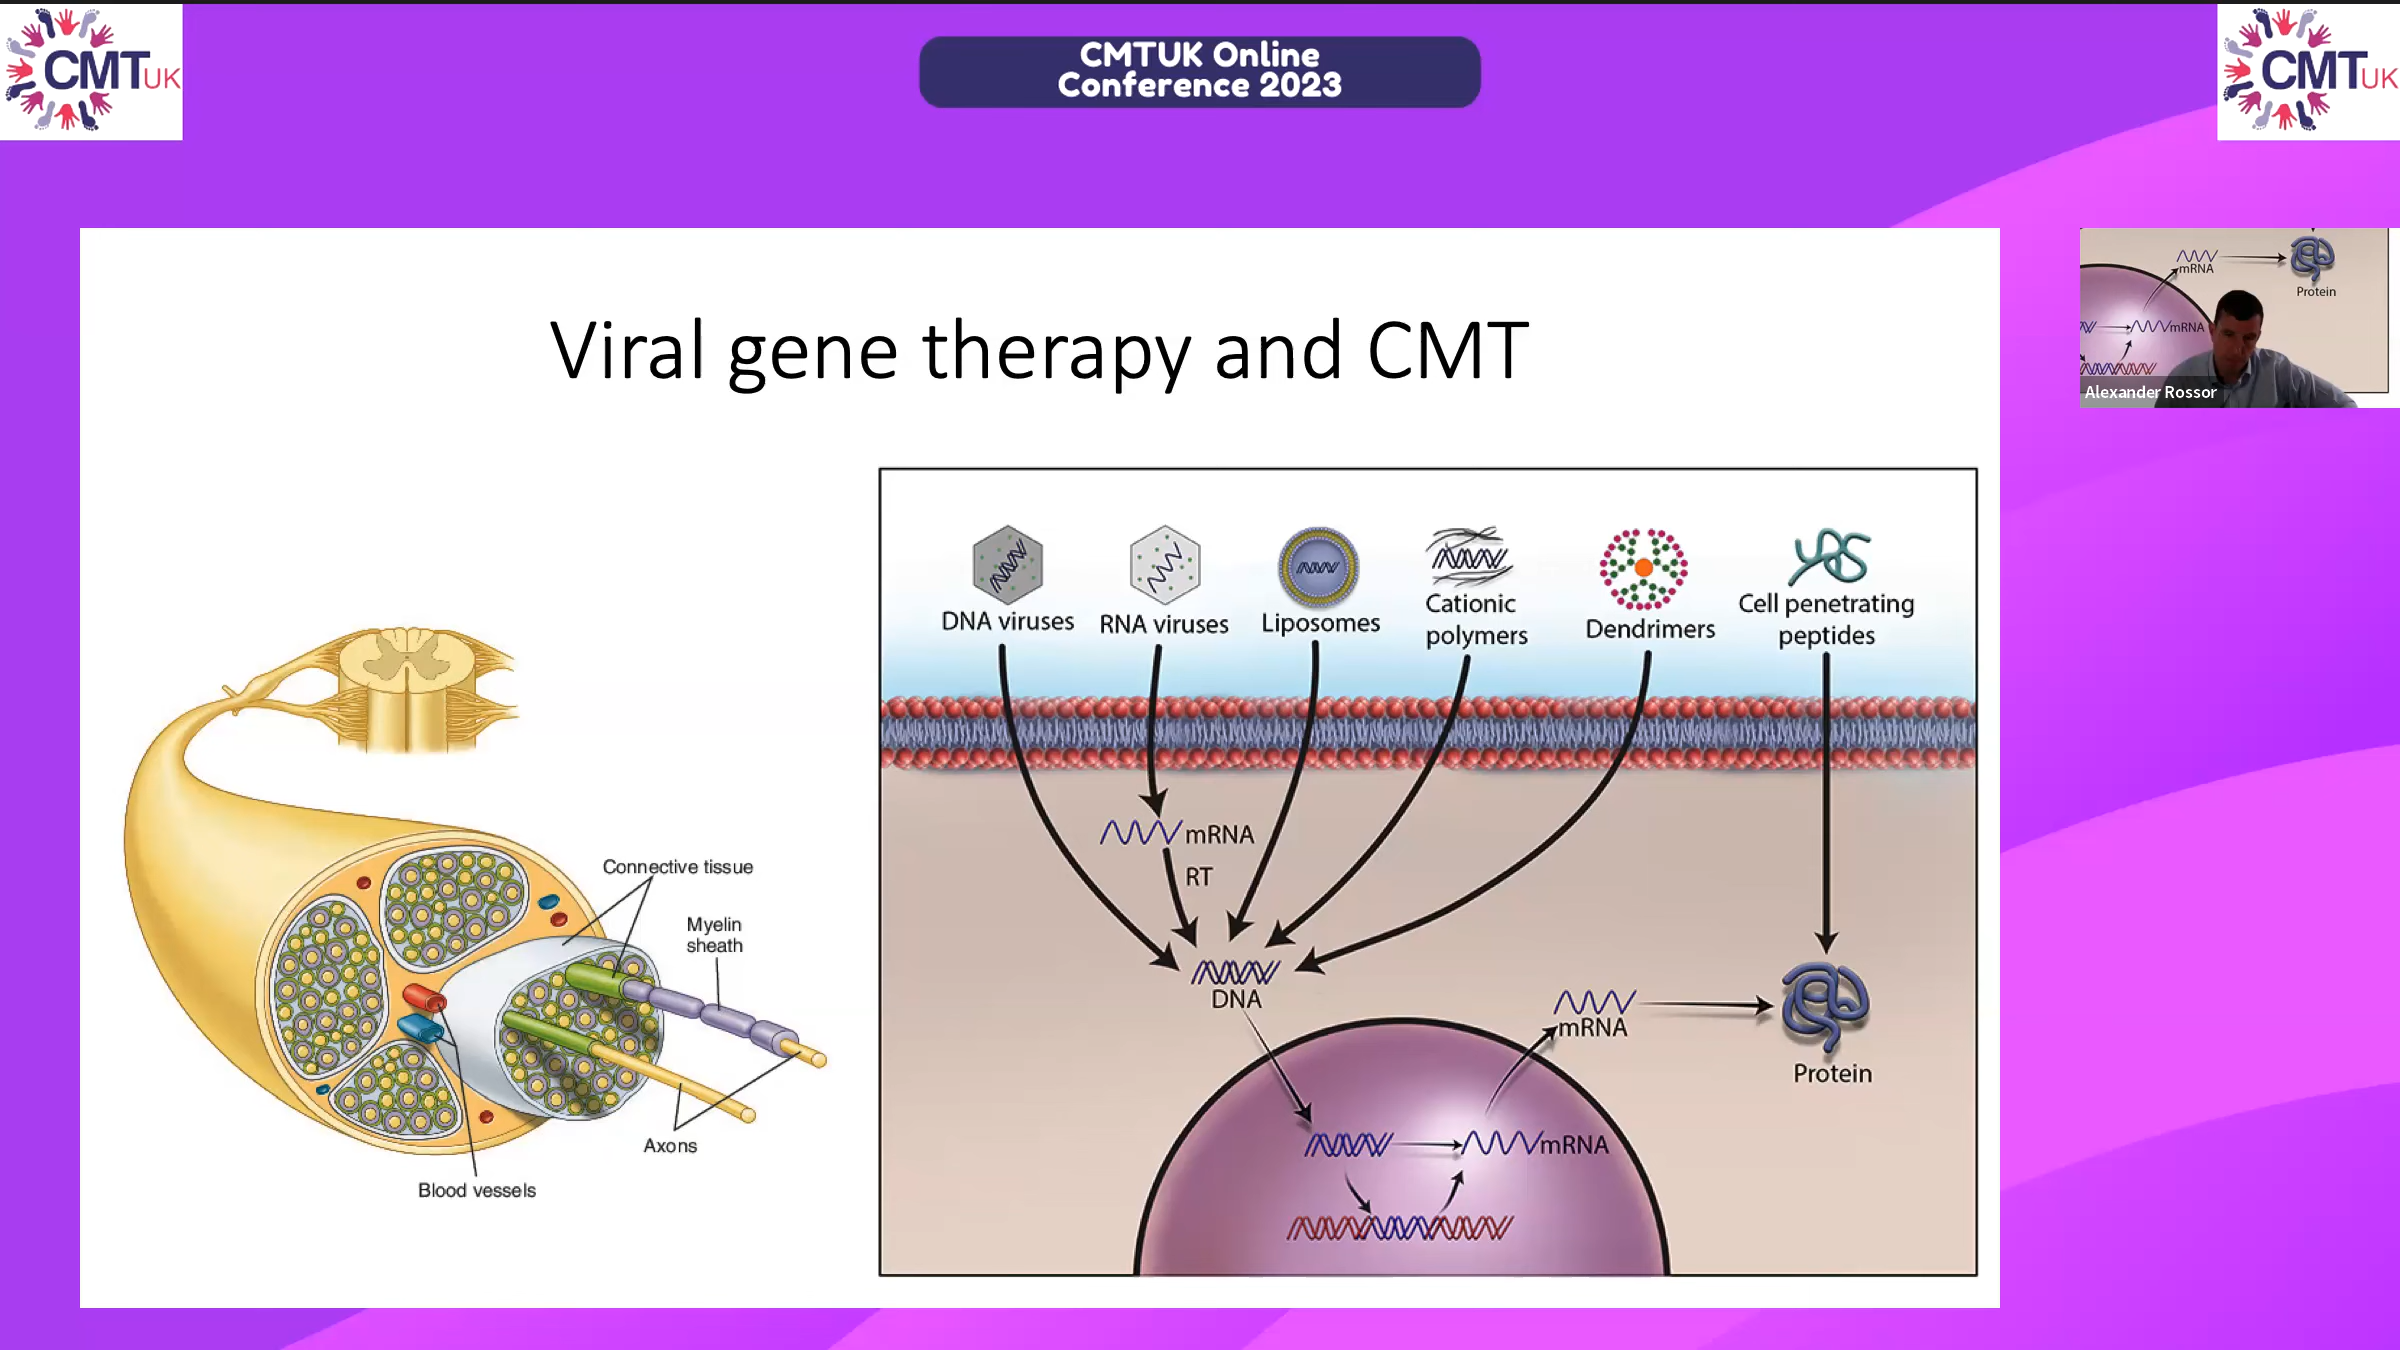 CMTUK
CMTUK Online
Conference 2023
CMTUK
Viral gene therapy and CMT
mRNA
Protein
mRNA
Alexander Rossor
DNA viruses
RNA viruses
Liposomes
Cationic
polymers
Dendrimers
Cell penetrating
peptides
mRNA
RT
DNA
mRNA
Protein
mRNA
Connective tissue
Myelin
sheath
Axons
Blood vessels